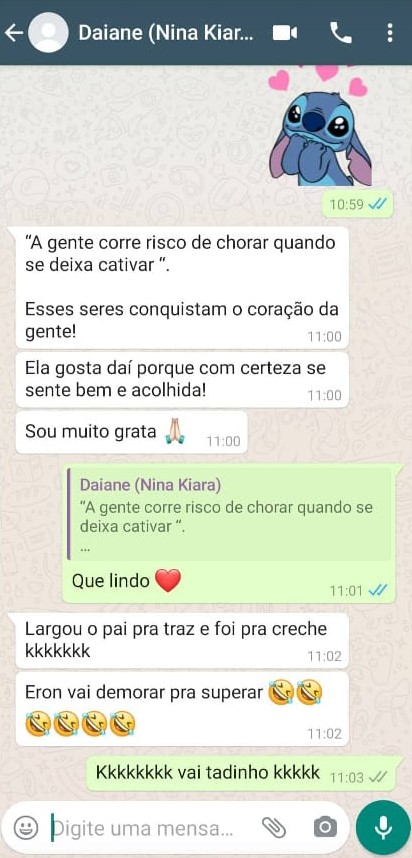 Daiane (Nina Kiar...
10:59
“A gente corre risco de chorar quando
se deixa cativar “.
Esses seres conquistam o coração da
gente!
11:00
Ela gosta daí porque com certeza se
sente bem e acolhida!
11:00
Sou muito grata 🙏🏻
11:00
Daiane (Nina Kiara)
“A gente corre risco de chorar quando se
deixa cativar “.
...
Que lindo ❤️
11:01
Largou o pai pra traz e foi pra creche
kkkkkkk
11:02
Eron vai demorar pra superar 🤣🤣
🤣🤣🤣🤣
11:02
Kkkkkkkk vai tadinho kkkkk
11:03
Digite uma mensa...